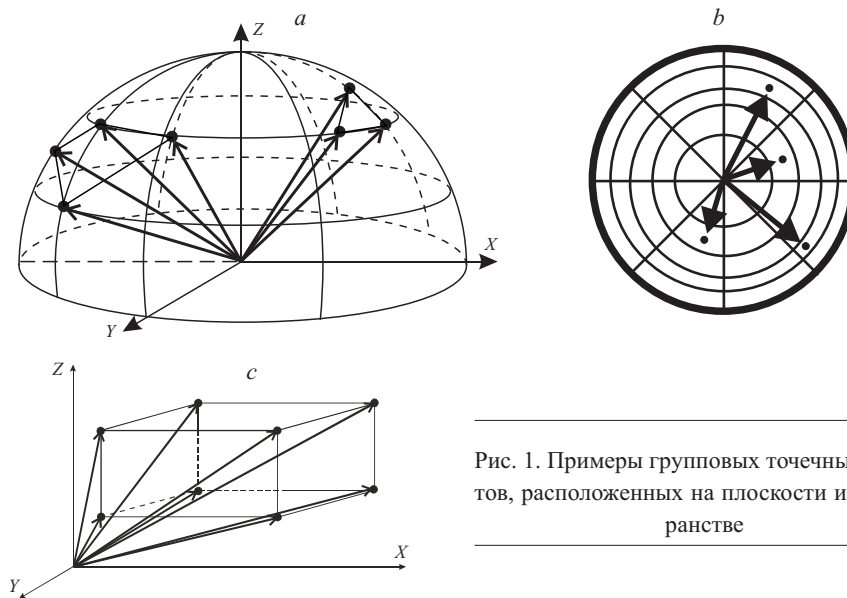 a
Z
X
Y
b
c
Z
X
Y
Рис. 1. Примеры групповых точечны
тов, расположенных на плоскости и
ранстве